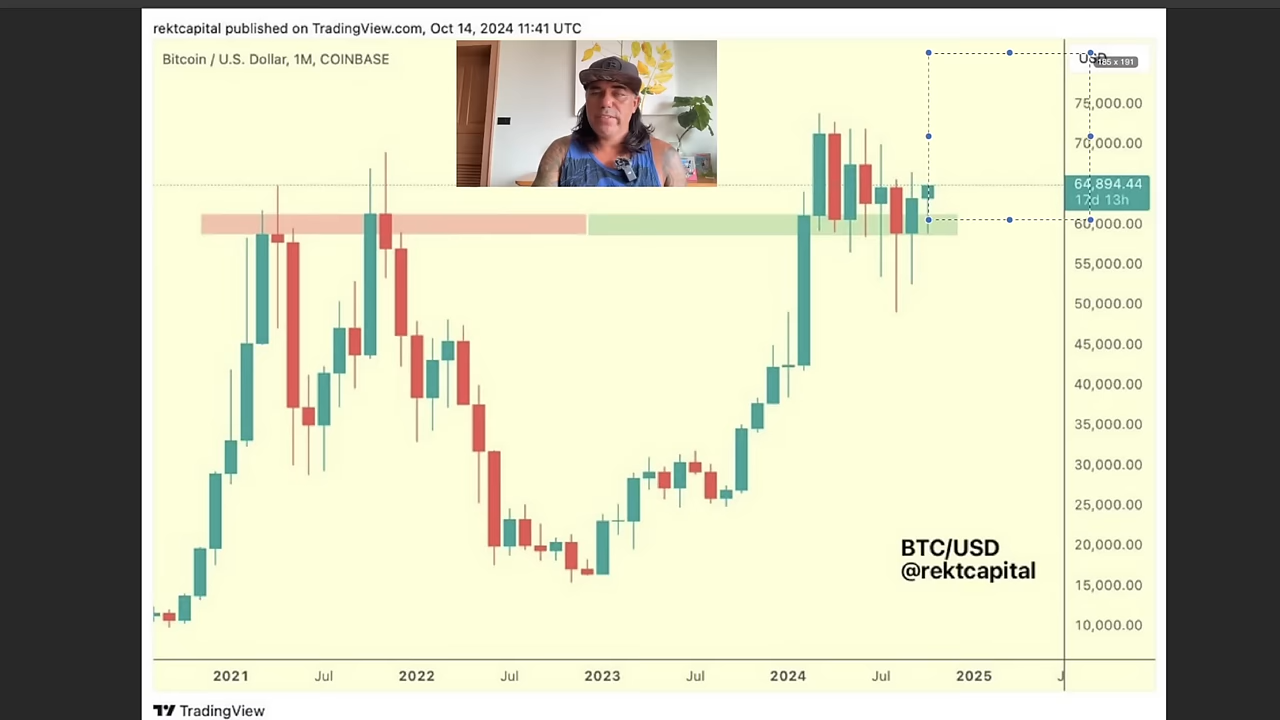 rektcapital published on TradingView.com, Oct 14, 2024 11:41 UTC
Bitcoin / U.S. Dollar, 1M, COINBASE
185 x 191
75,000.00
70,000.00
64,894.44
17d 13h
60,000.00
55,000.00
50,000.00
45,000.00
40,000.00
35,000.00
30,000.00
25,000.00
20,000.00
15,000.00
10,000.00
BTC/USD
@rektcapital
2021 Jul 2022 Jul 2023 Jul 2024 Jul 2025
TradingView